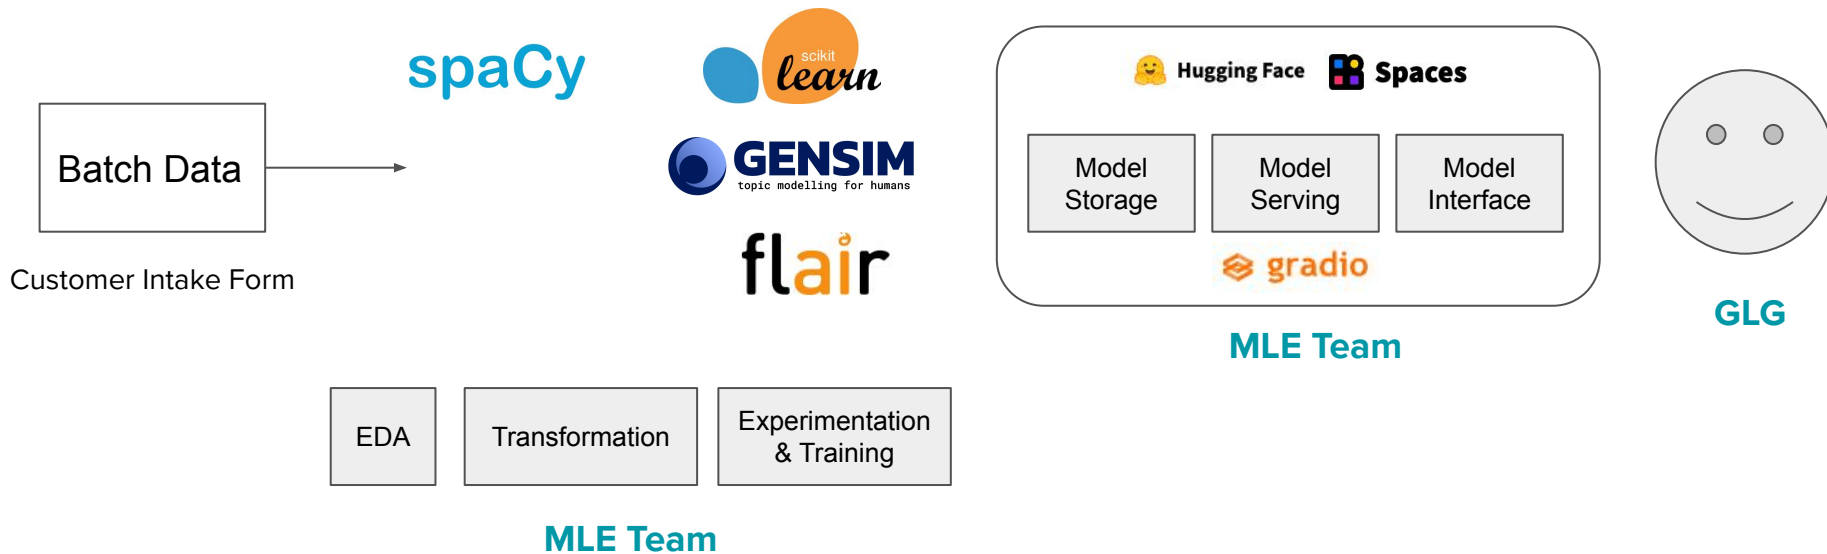 Batch Data
Customer Intake Form
spaCy
scikit
learn
GENSIM
topic modelling for humans
flair
EDA
Transformation
Experimentation
& Training
MLE Team
Hugging Face
Spaces
Model
Storage
Model
Serving
Model
Interface
gradio
MLE Team
GLG